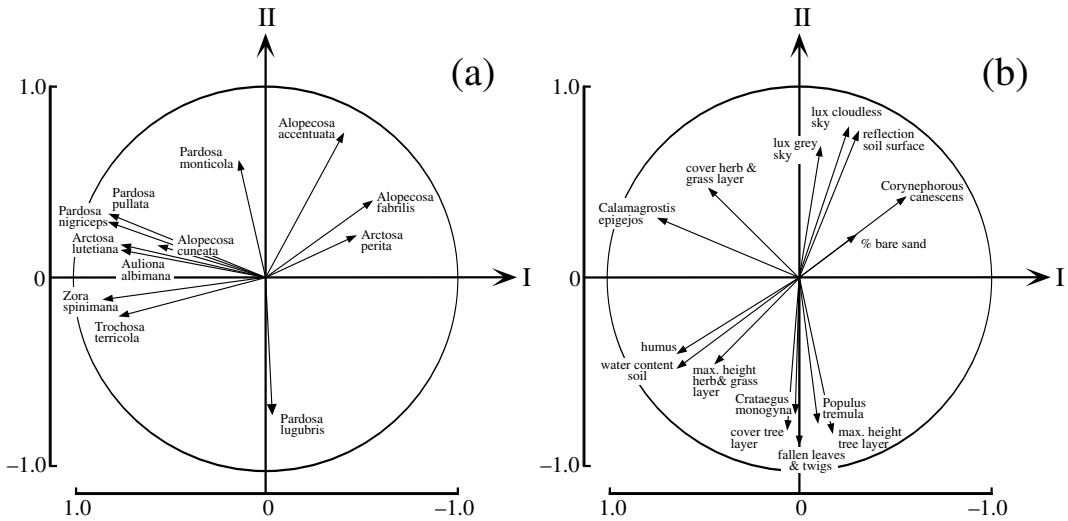 II
(a)
1.0
Alopecosa
accentuata
Pardosa
monticola
Pardosa
pullata
Alopecosa
fabrilis
Pardosa
nigriceps
Arctosa
lutetiana
Alopecosa
cuneata
Arctosa
perita
Auliona
albimana
0
I
Zora
spinimana
Trochosa
terricola
Pardosa
lugubris
−1.0
1.0
0
−1.0
II
(b)
1.0
lux cloudless
sky
reflection
soil surface
lux grey
sky
cover herb &
grass layer
Corynephorous
canescens
Calamagrostis
epigejos
% bare sand
0
I
humus
water content
soil
max. height
herb& grass
layer
Crataegus
monogyna
Populus
tremula
cover tree
layer
max. height
tree layer
fallen leaves
& twigs
−1.0
1.0
0
−1.0